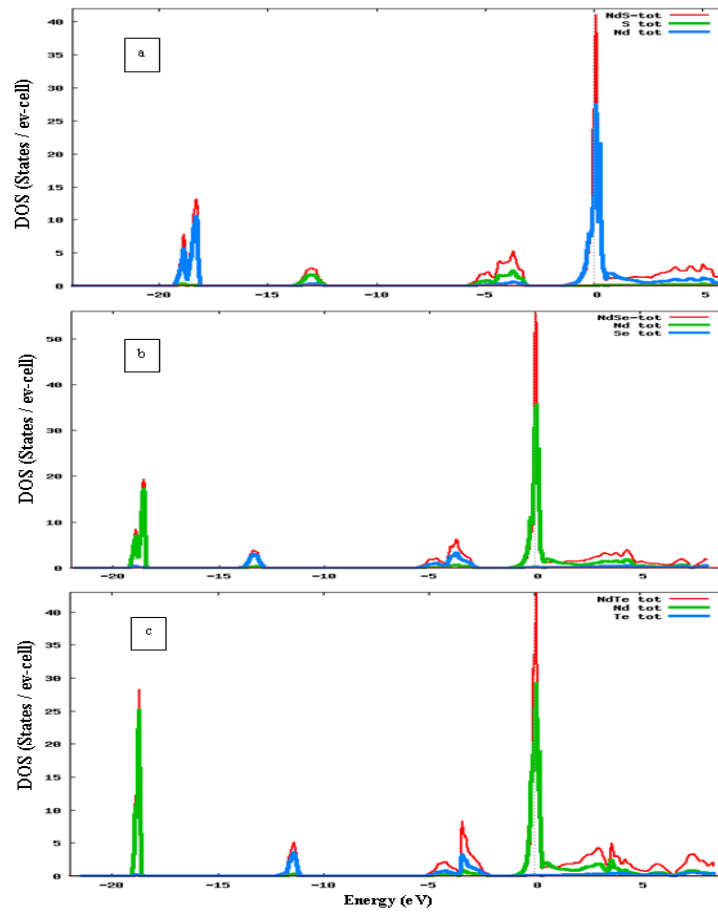 NdS-tot
S tot
Nd tot
a
DOS (States / ev-cell)
40
35
30
25
20
15
10
5
0
-20 -15 -10 -5 0 5
NdSe-tot
Nd tot
Se tot
b
DOS (States / ev-cell)
50
40
30
20
10
0
-20 -15 -10 -5 0 5
NdTe tot
Nd tot
Te tot
c
DOS (States / ev-cell)
40
35
30
25
20
15
10
5
0
-20 -15 -10 -5 0 5
Energy (eV)